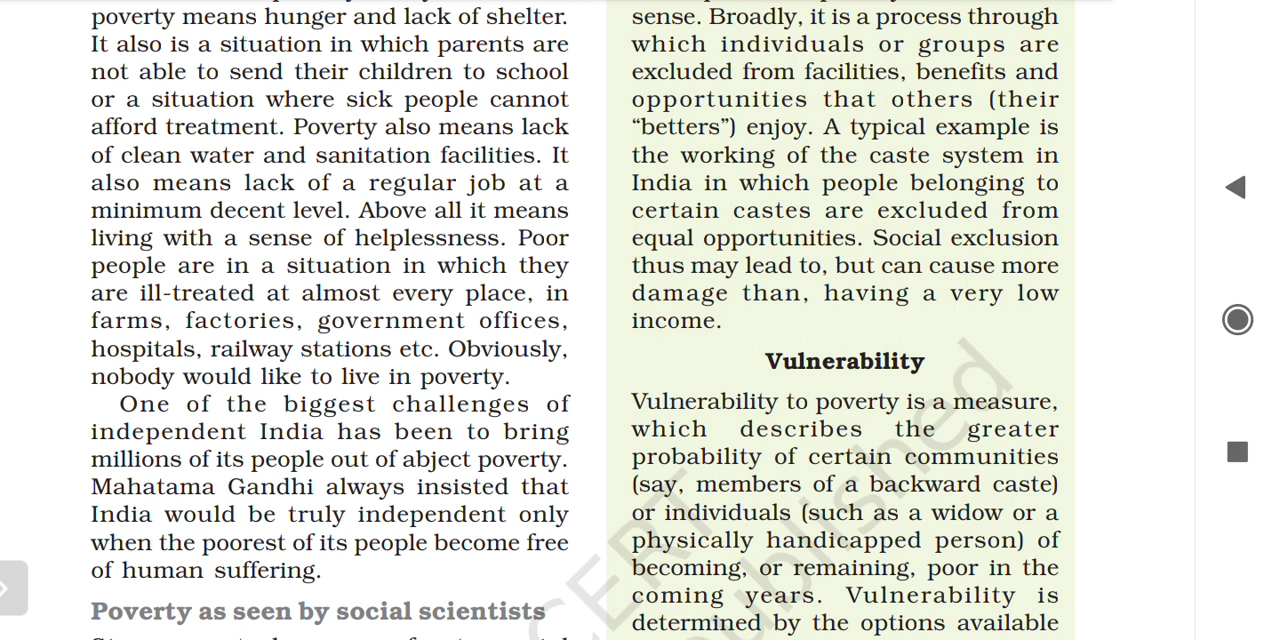 poverty means hunger and lack of shelter.
It also is a situation in which parents are
not able to send their children to school
or a situation where sick people cannot
afford treatment. Poverty also means lack
of clean water and sanitation facilities. It
also means lack of a regular job at a
minimum decent level. Above all it means
living with a sense of helplessness. Poor
people are in a situation in which they
are ill-treated at almost every place, in
farms, factories, government offices,
hospitals, railway stations etc. Obviously,
nobody would like to live in poverty.
One of the biggest challenges of
independent India has been to bring
millions of its people out of abject poverty.
Mahatama Gandhi always insisted that
India would be truly independent only
when the poorest of its people become free
of human suffering.
Poverty as seen by social scientists
sense. Broadly, it is a process through
which individuals or groups are
excluded from facilities, benefits and
opportunities that others (their
“betters”) enjoy. A typical example is
the working of the caste system in
India in which people belonging to
certain castes are excluded from
equal opportunities. Social exclusion
thus may lead to, but can cause more
damage than, having a very low
income.
Vulnerability
Vulnerability to poverty is a measure,
which describes the greater
probability of certain communities
(say, members of a backward caste)
or individuals (such as a widow or a
physically handicapped person) of
becoming, or remaining, poor in the
coming years. Vulnerability is
determined by the options available